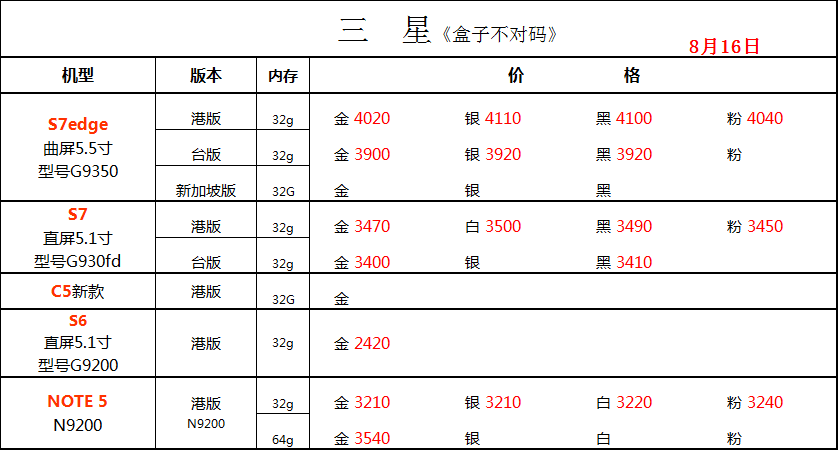 三 星《盒子不对码》
8月16日
机型 版本 内存 价 格
S7edge
曲屏5.5寸
型号G9350
港版 32g 金 4020 银 4110 黑 4100 粉 4040
台版 32g 金 3900 银 3920 黑 3920 粉
新加坡版 32G 金 银 黑
S7
直屏5.1寸
型号G930fd
港版 32g 金 3470 白 3500 黑 3490 粉 3450
台版 32g 金 3400 银 黑 3410
C5新款 港版 32G 金
S6
直屏5.1寸
型号G9200
港版 32g 金 2420
NOTE 5
N9200
港版
N9200
32g 金 3210 银 3210 白 3220 粉 3240
64g 金 3540 银 白 粉